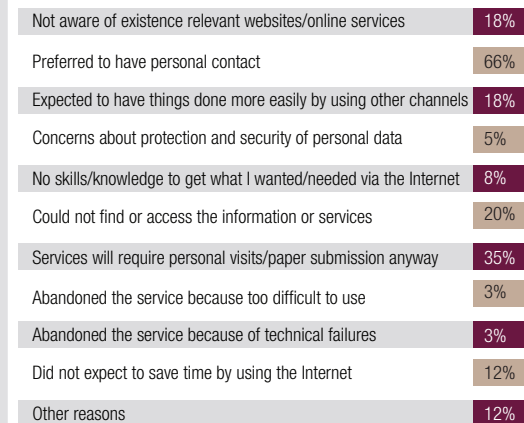 Not aware of existence relevant websites/online services 18%
Preferred to have personal contact 66%
Expected to have things done more easily by using other channels 18%
Concerns about protection and security of personal data 5%
No skills/knowledge to get what I wanted/needed via the Internet 8%
Could not find or access the information or services 20%
Services will require personal visits/paper submission anyway 35%
Abandoned the service because too difficult to use 3%
Abandoned the service because of technical failures 3%
Did not expect to save time by using the Internet 12%
Other reasons 12%